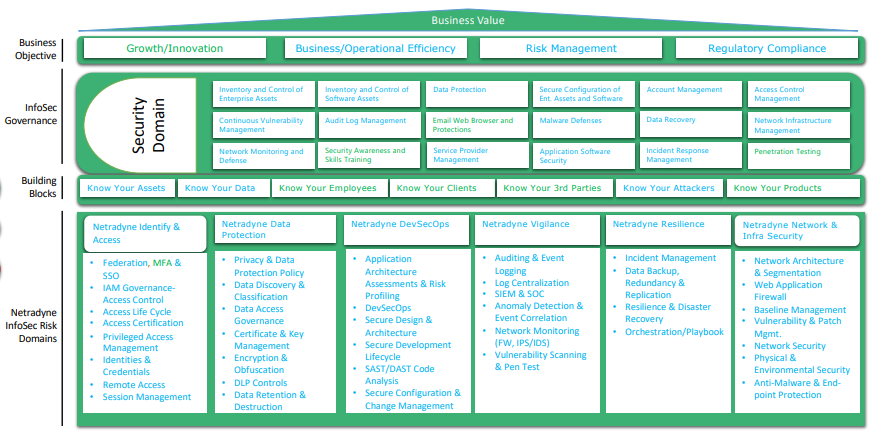 Business Value
Business
Objective
Growth/Innovation
Business/Operational Efficiency
Risk Management
Regulatory Compliance
InfoSec
Governance
Security
Domain
Inventory and Control of
Enterprise Assets
Inventory and Control of
Software Assets
Data Protection
Secure Configuration of
Ent. Assets and Software
Account Management
Access Control
Management
Continuous Vulnerability
Management
Audit Log Management
Email Web Browser and
Protections
Malware Defenses
Data Recovery
Network Infrastructure
Management
Network Monitoring and
Defense
Security Awareness and
Skills Training
Service Provider
Management
Application Software
Security
Incident Response
Management
Penetration Testing
Building
Blocks
Know Your Assets
Know Your Data
Know Your Employees
Know Your Clients
Know Your 3rd Parties
Know Your Attackers
Know Your Products
Netradyne
InfoSec Risk
Domains
Netradyne Identify &
Access
• Federation, MFA &
SSO
• IAM Governance-
Access Control
• Access Life Cycle
• Access Certification
• Privileged Access
Management
• Identities &
Credentials
• Remote Access
• Session Management
Netradyne Data
Protection
• Privacy & Data
Protection Policy
• Data Discovery &
Classification
• Data Access
Governance
• Certificate & Key
Management
• Encryption &
Obfuscation
• DLP Controls
• Data Retention &
Destruction
Netradyne DevSecOps
• Application
Architecture
Assessments & Risk
Profiling
• DevSecOps
• Secure Design &
Architecture
• Secure Development
Lifecycle
• SAST/DAST Code
Analysis
• Secure Configuration &
Change Management
Netradyne Vigilance
• Auditing & Event
Logging
• Log Centralization
• SIEM & SOC
• Anomaly Detection &
Event Correlation
• Network Monitoring
(FW, IPS/IDS)
• Vulnerability Scanning
& Pen Test
Netradyne Resilience
• Incident Management
• Data Backup,
Redundancy &
Replication
• Resilience & Disaster
Recovery
• Orchestration/Playbook
Netradyne Network &
Infra Security
• Network Architecture
& Segmentation
• Web Application
Firewall
• Baseline Management
• Vulnerability & Patch
Mgmt.
• Network Security
• Physical &
Environmental Security
• Anti-Malware & End-
point Protection